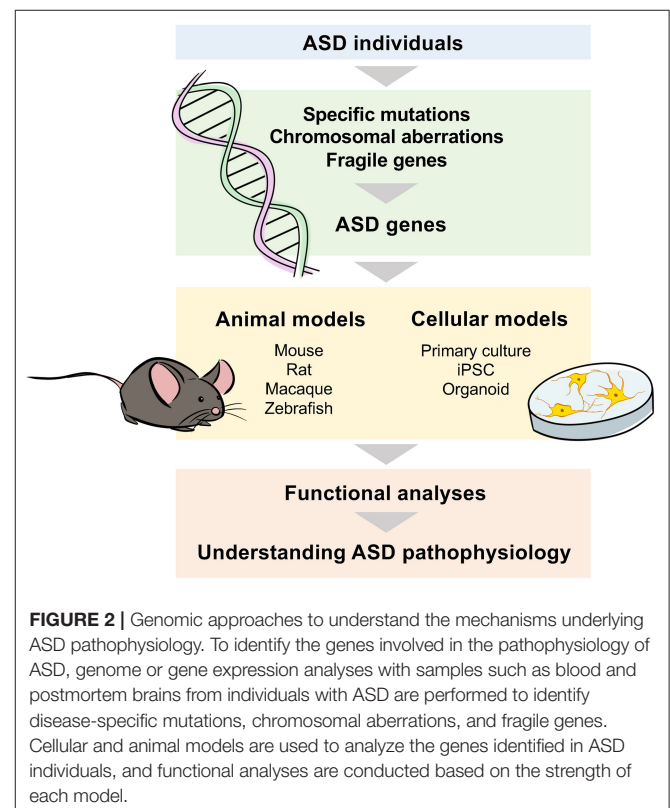 ASD individuals
Specific mutations
Chromosomal aberrations
Fragile genes
ASD genes
Animal models
Mouse
Rat
Macaque
Zebrafish
Cellular models
Primary culture
iPSC
Organoid
Functional analyses
Understanding ASD pathophysiology
FIGURE 2 | Genomic approaches to understand the mechanisms underlying
ASD pathophysiology. To identify the genes involved in the pathophysiology of
ASD, genome or gene expression analyses with samples such as blood and
postmortem brains from individuals with ASD are performed to identify
disease-specific mutations, chromosomal aberrations, and fragile genes.
Cellular and animal models are used to analyze the genes identified in ASD
individuals, and functional analyses are conducted based on the strength of
each model.